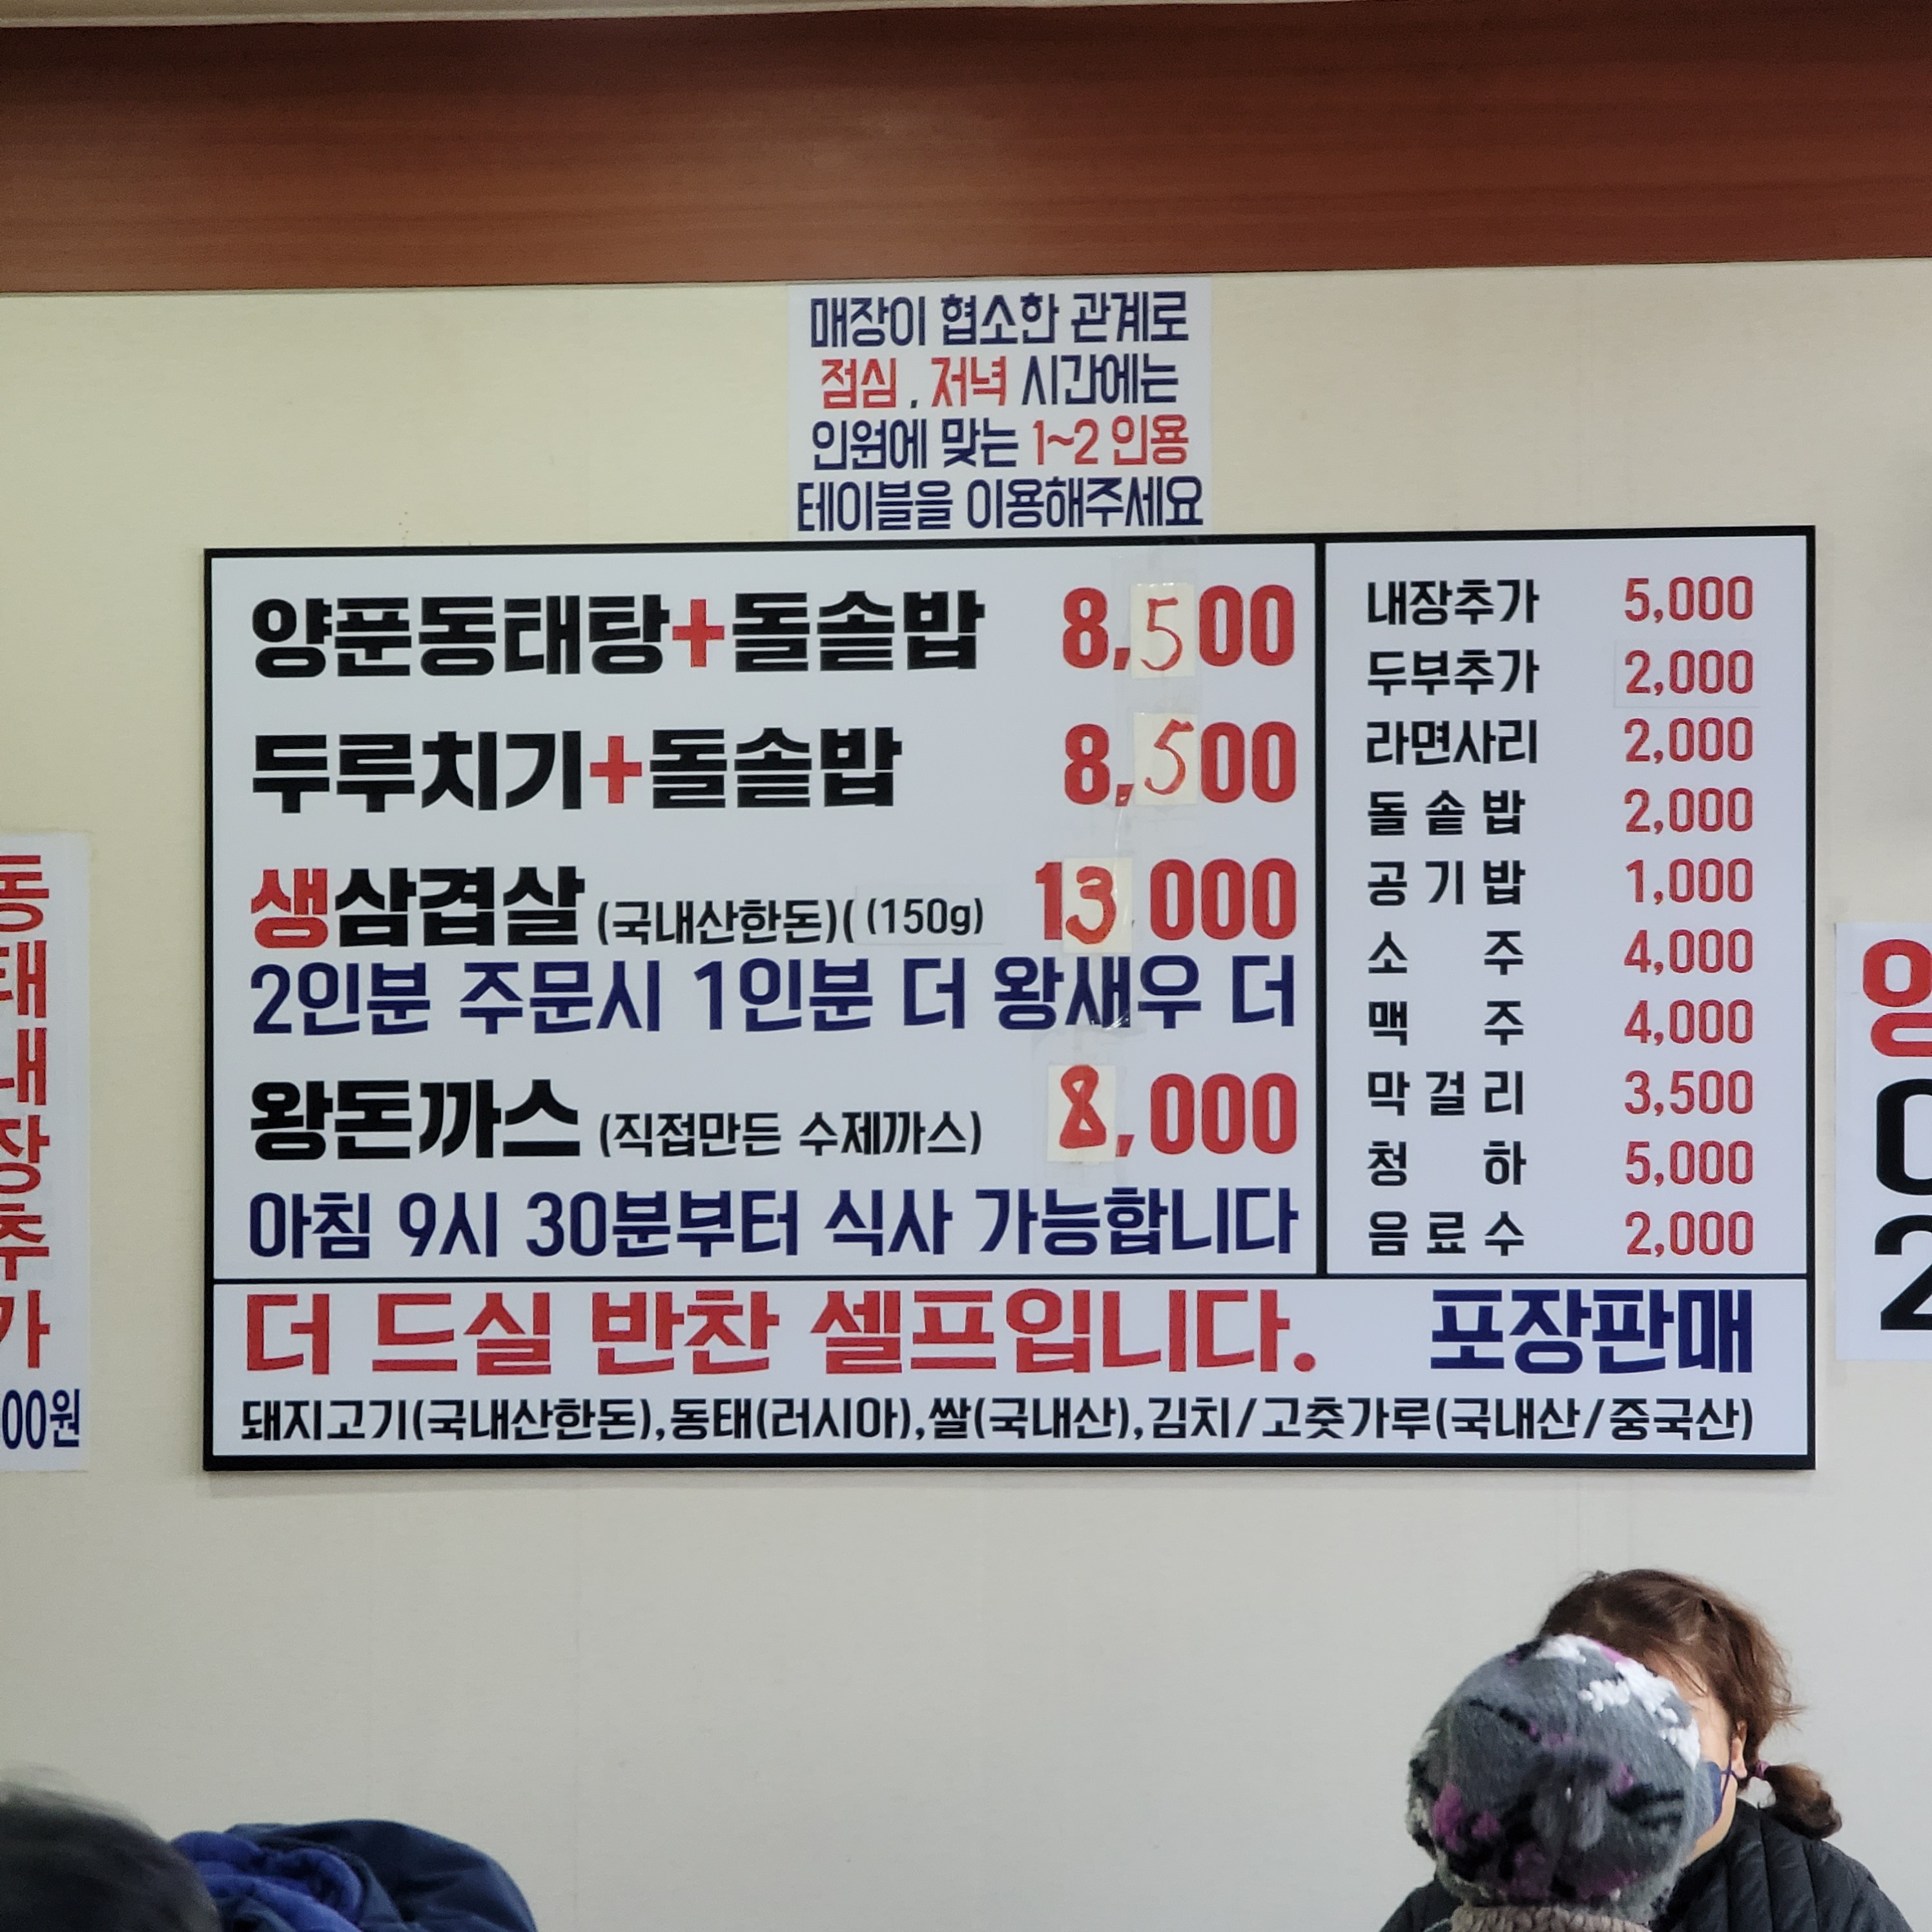 매장이 협소한 관계로
점심, 저녁 시간에는
인원에 맞는 1~2 인용
테이블을 이용해주세요
양푼동태탕+돌솥밥 8,500
두루치기+돌솥밥 8,500
생삼겹살 (국내산한돈)( (150g) 13,000
2인분 주문시 1인분 더 왕새우 더
왕돈까스 (직접만든 수제까스) 8,000
아침 9시 30분부터 식사 가능합니다
내장추가 5,000
두부추가 2,000
라면사리 2,000
돌솥밥 2,000
공기밥 1,000
소주 4,000
맥주 4,000
막걸리 3,500
청하 5,000
음료수 2,000
더 드실 반찬 셀프입니다. 포장판매
돼지고기(국내산한돈),동태(러시아),쌀(국내산),김치/고춧가루(국내산/중국산)
동
태
내
장
추
가
00원